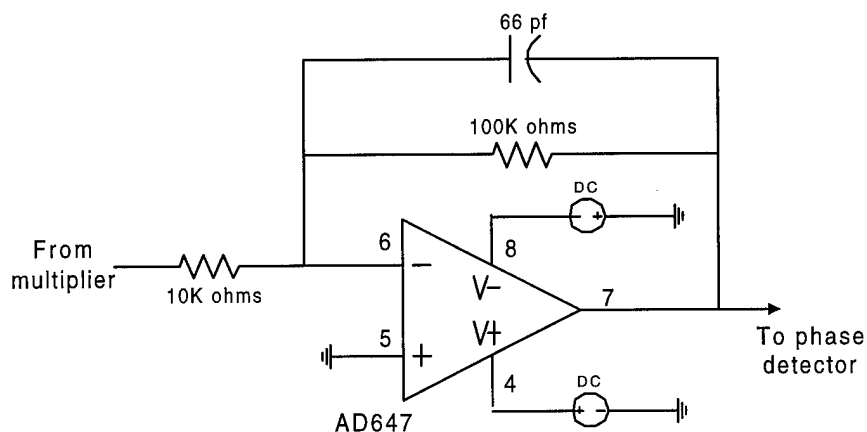 66 pf
100K ohms
DC
- +
From
multiplier
10K ohms
6
-
8
V-
7
5
+
V+
4
To phase
detector
DC
+ -
AD647